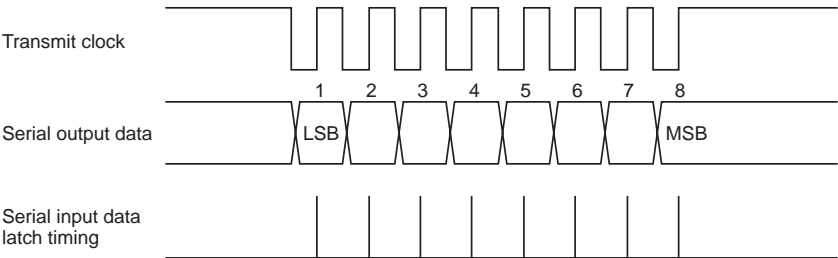 Transmit clock
1 2 3 4 5 6 7 8
Serial output data LSB MSB
Serial input data
latch timing